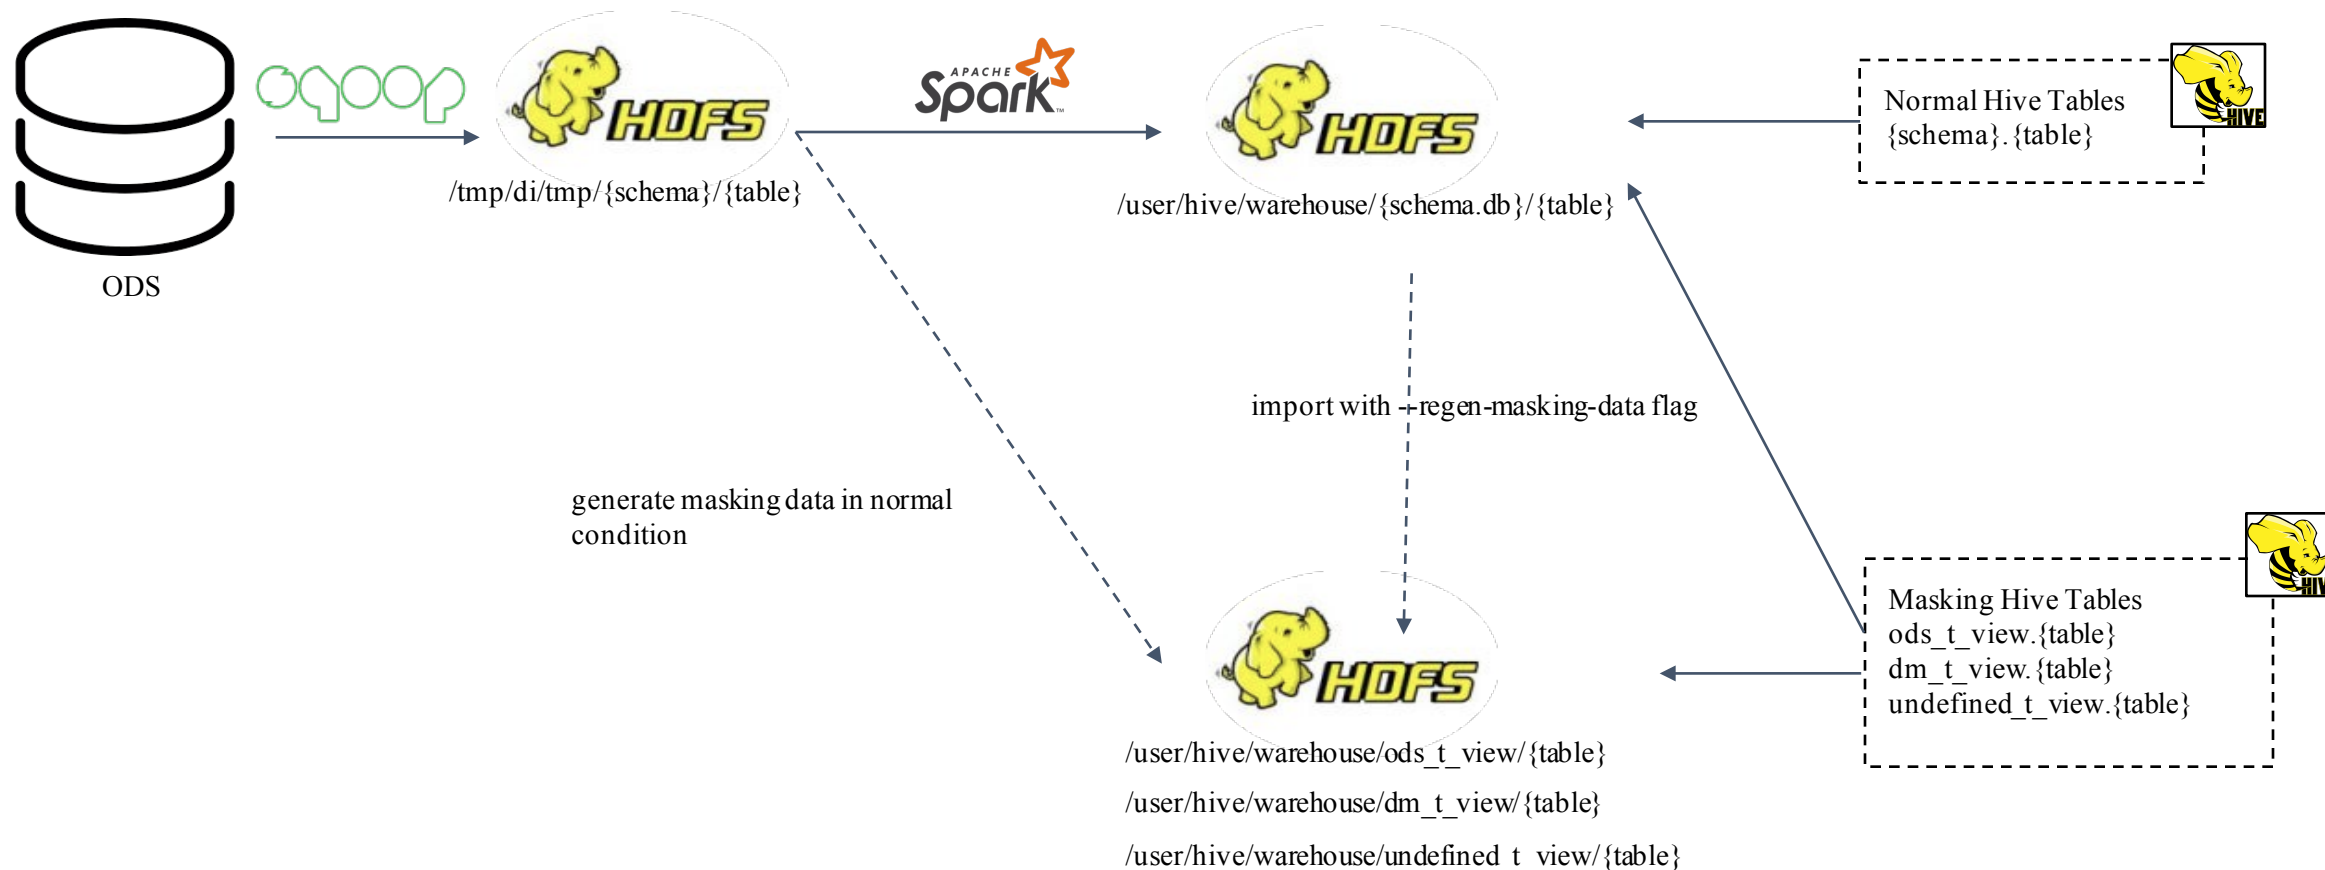 ODS
sqoop
HDFS
/tmp/di/tmp/{schema}/{table}
APACHE
Spark™
HDFS
/user/hive/warehouse/{schema.db}/{table}
Normal Hive Tables
{schema}.{table}
HIVE
import with --regen-masking-data flag
generate masking data in normal
condition
HDFS
/user/hive/warehouse/ods_t_view/{table}
/user/hive/warehouse/dm_t_view/{table}
/user/hive/warehouse/undefined_t_view/{table}
Masking Hive Tables
ods_t_view.{table}
dm_t_view.{table}
undefined_t_view.{table}
HIV